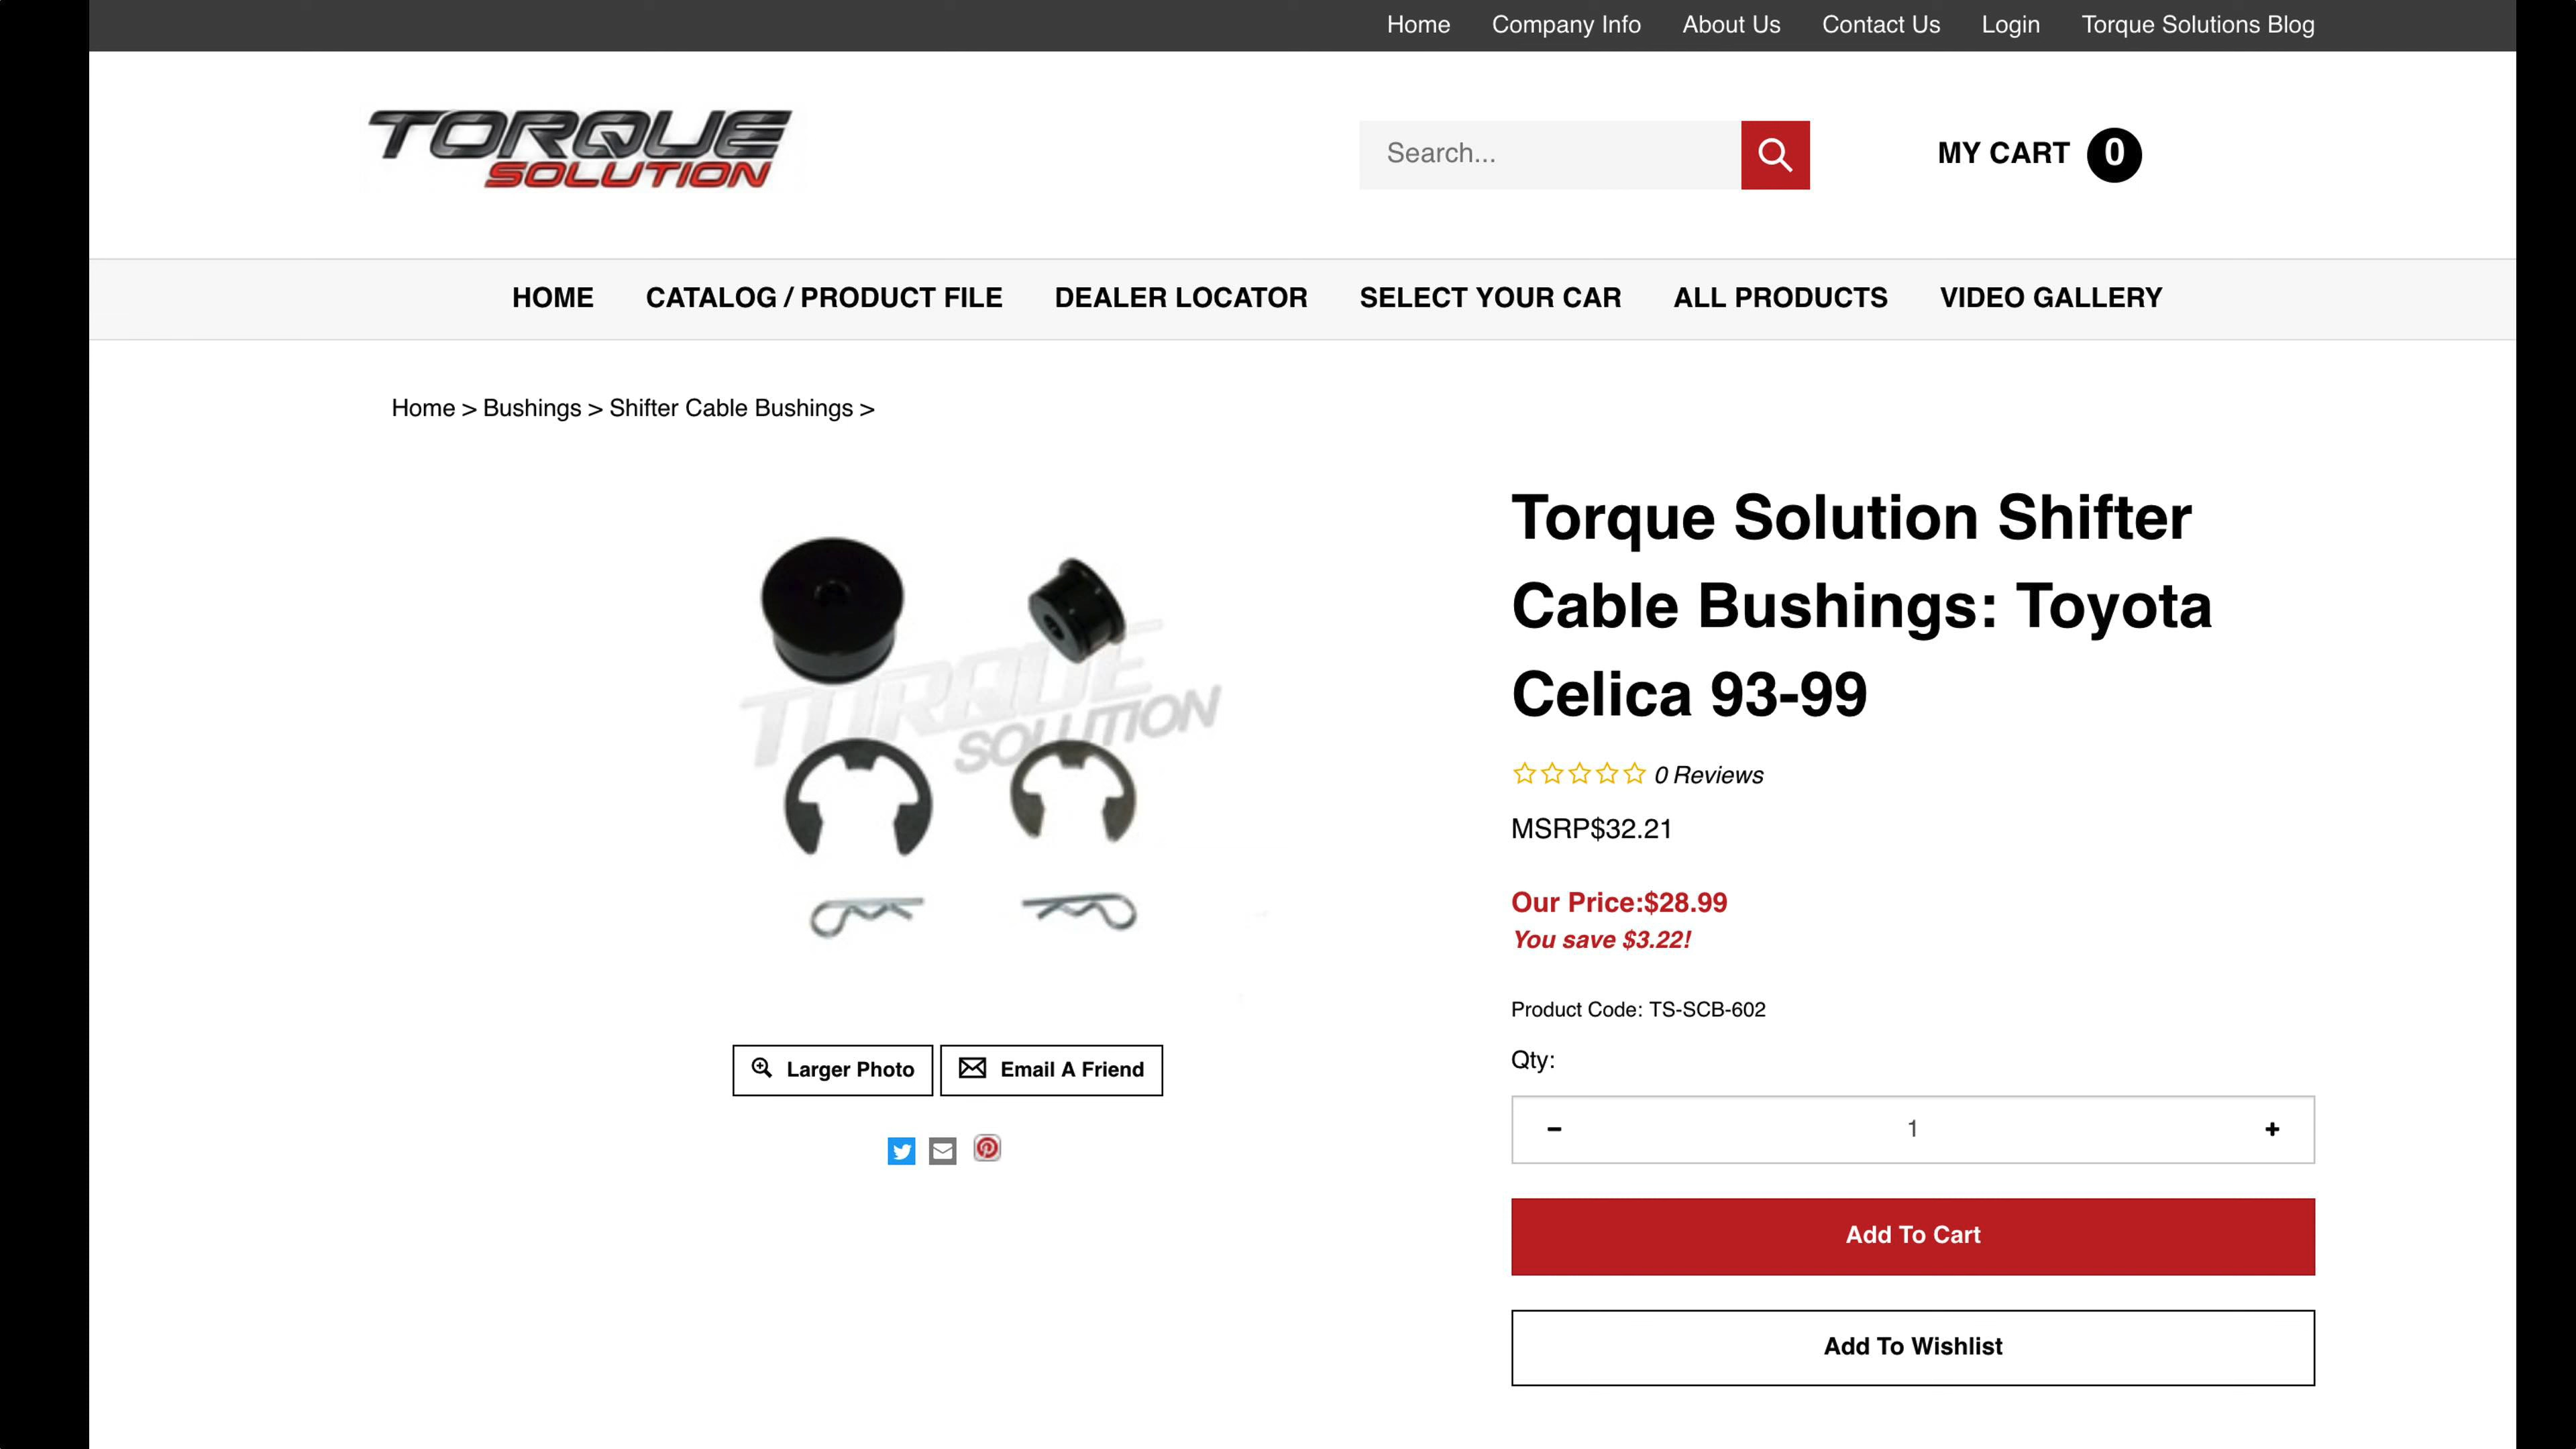 Home Company Info About Us Contact Us Login Torque Solutions Blog
TORQUE
SOLUTION
Search...
MY CART 0
HOME CATALOG / PRODUCT FILE DEALER LOCATOR SELECT YOUR CAR ALL PRODUCTS VIDEO GALLERY
Home > Bushings > Shifter Cable Bushings >
TORQUE
SOLUTION
Larger Photo Email A Friend
Torque Solution Shifter
Cable Bushings: Toyota
Celica 93-99
0 Reviews
MSRP$32.21
Our Price:$28.99
You save $3.22!
Product Code: TS-SCB-602
Qty:
- 1 +
Add To Cart
Add To Wishlist